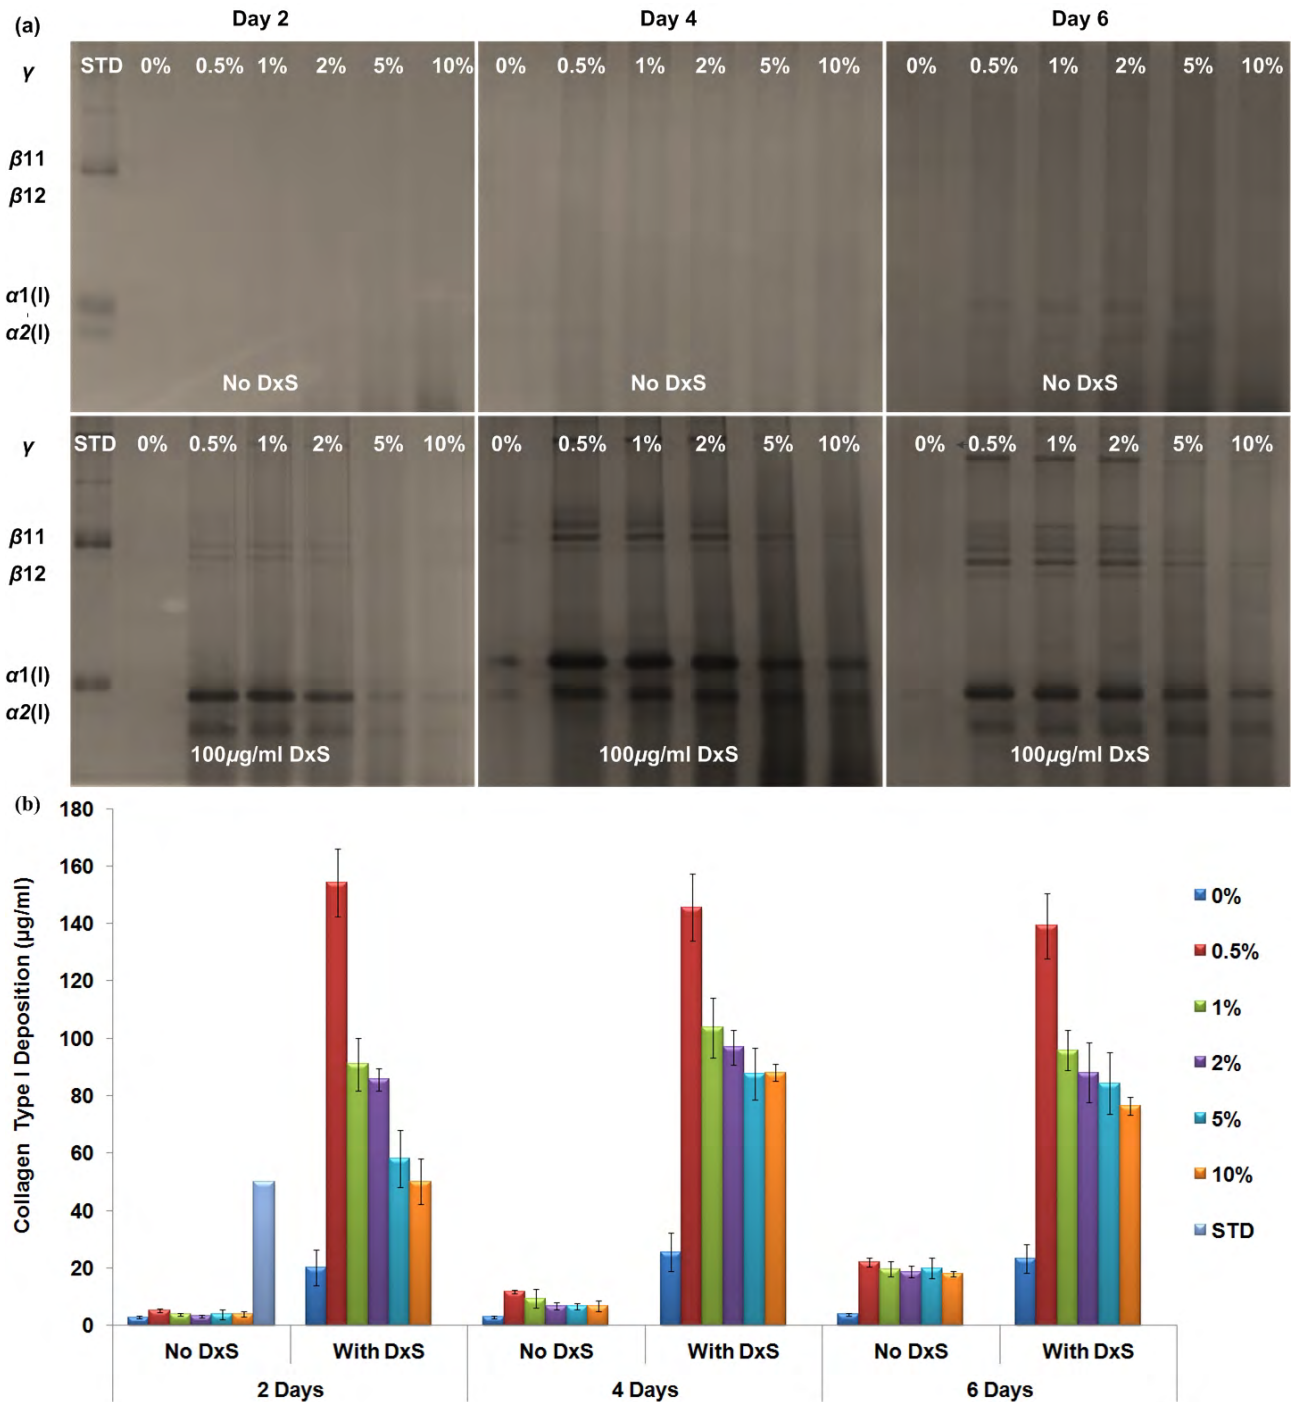 (a) Day 2 Day 4 Day 6
γ STD 0% 0.5% 1% 2% 5% 10% 0% 0.5% 1% 2% 5% 10% 0% 0.5% 1% 2% 5% 10%
β11
β12
α1(I)
α2(I)
No DxS No DxS No DxS
γ STD 0% 0.5% 1% 2% 5% 10% 0% 0.5% 1% 2% 5% 10% 0% 0.5% 1% 2% 5% 10%
β11
β12
α1(I)
α2(I)
100µg/ml DxS 100µg/ml DxS 100µg/ml DxS
(b)
Collagen Type I Deposition (µg/ml)
180
160
140
120
100
80
60
40
20
0
0%
0.5%
1%
2%
5%
10%
STD
No DxS With DxS No DxS With DxS No DxS With DxS
2 Days 4 Days 6 Days